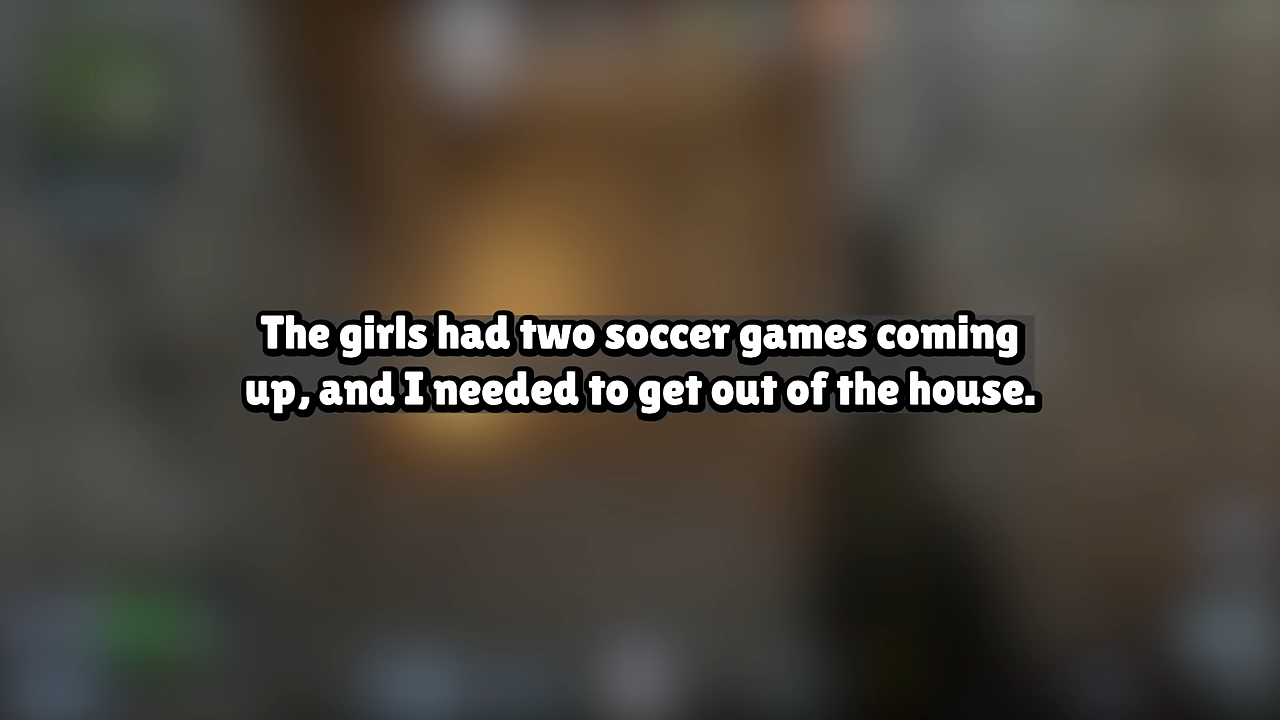 The girls had two soccer games coming
up, and I needed to get out of the house.